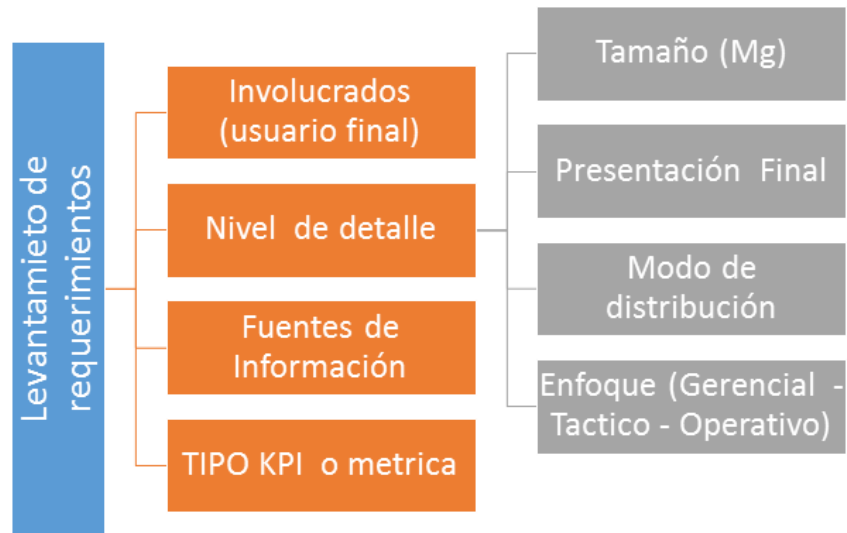 Levantamieto de
requerimientos
Involucrados
(usuario final)
Nivel de detalle
Fuentes de
Información
TIPO KPI o metrica
Tamaño (Mg)
Presentación Final
Modo de
distribución
Enfoque (Gerencial -
Tactico - Operativo)